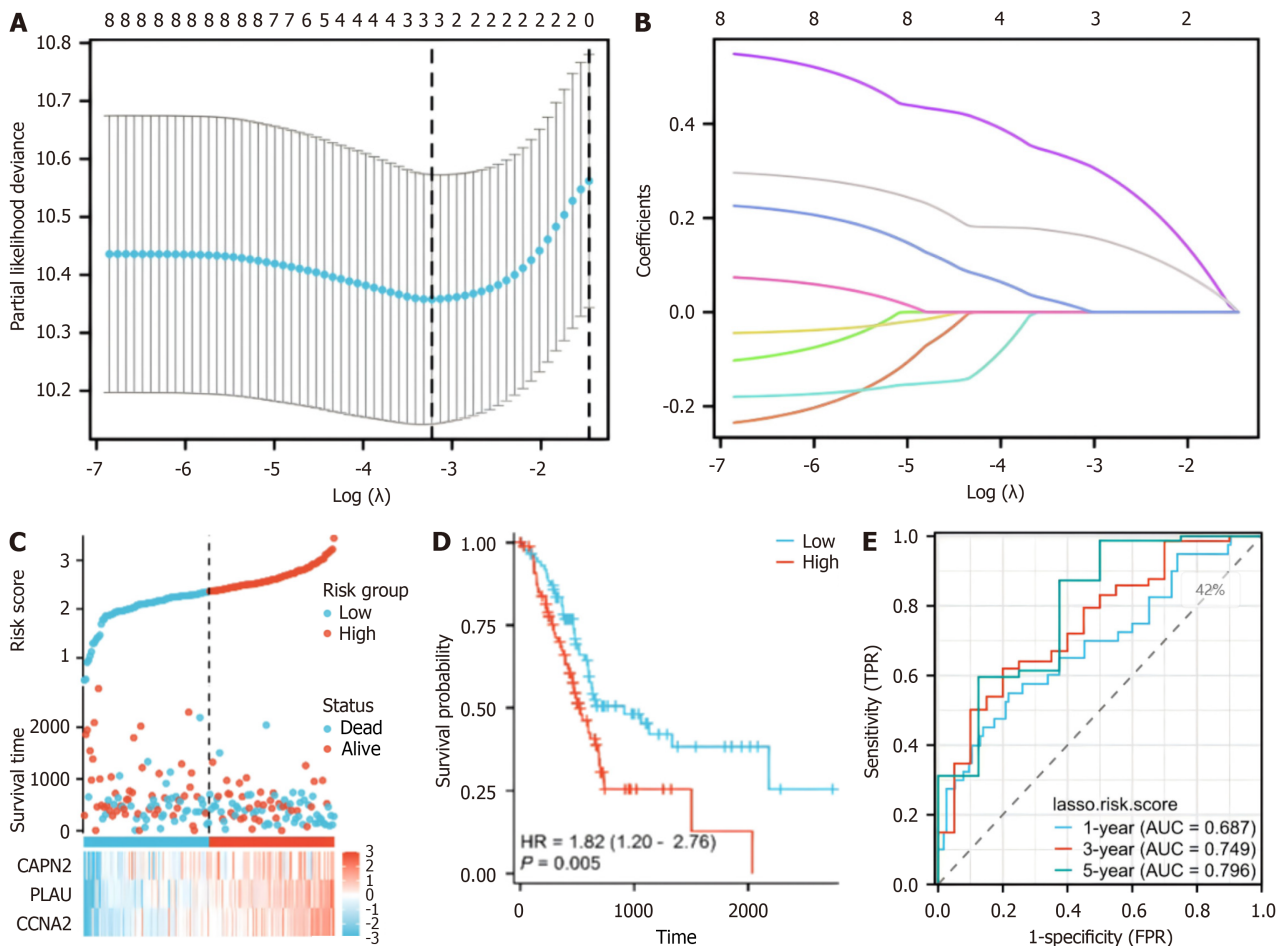 A
8 8 8 8 8 8 8 8 7 7 6 5 4 4 4 4 3 3 3 2 2 2 2 2 2 2 2 0
10.8
10.7
10.6
10.5
10.4
10.3
10.2
Partial likelihood deviance
-7 -6 -5 -4 -3 -2
Log (λ)
B
8 8 8 4 3 2
0.4
0.2
0.0
-0.2
Coefficients
-7 -6 -5 -4 -3 -2
Log (λ)
C
3
2
1
Risk score
Risk group
Low
High
Status
Dead
Alive
2000
1000
0
Survival time
CAPN2
PLAU
CCNA2
3
2
1
0
-1
-2
-3
D
Low
High
1.00
0.75
0.50
0.25
0.00
Survival probability
HR = 1.82 (1.20 - 2.76)
P = 0.005
0 1000 2000
Time
E
1.0
0.8
0.6
0.4
0.2
0.0
Sensitivity (TPR)
42%
lasso.risk.score
1-year (AUC = 0.687)
3-year (AUC = 0.749)
5-year (AUC = 0.796)
0.0 0.2 0.4 0.6 0.8 1.0
1-specificity (FPR)